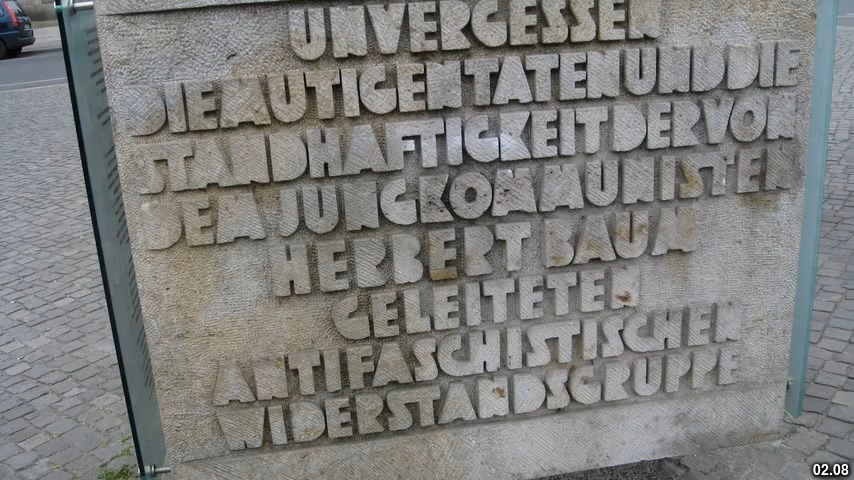 UNVERGESSEN
DIE MUTIGEN TATEN UND DIE
STANDHAFTIGKEIT DER VON
DEM JUNGKOMMUNISTEN
HERBERT BAUM
GELEITETEN
ANTIFASCHISTISCHEN
WIDERSTANDSGRUPPE
02.08